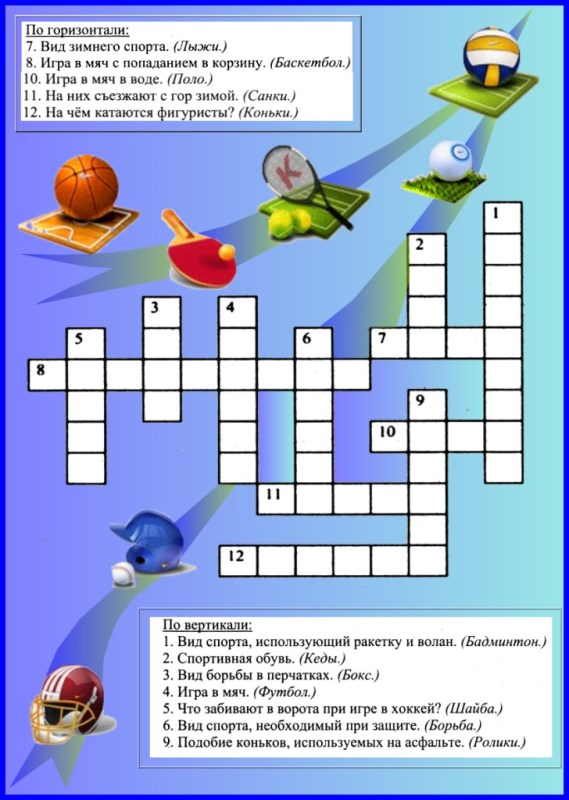 По горизонтали:
7. Вид зимнего спорта. (Лыжи.)
8. Игра в мяч с попаданием в корзину. (Баскетбол.)
10. Игра в мяч в воде. (Поло.)
11. На них съезжают с гор зимой. (Санки.)
12. На чём катаются фигуристы? (Коньки.)
K
1
2
3
4
5
6
7
8
9
10
11
12
По вертикали:
1. Вид спорта, использующий ракетку и волан. (Бадминтон.)
2. Спортивная обувь. (Кеды.)
3. Вид борьбы в перчатках. (Бокс.)
4. Игра в мяч. (Футбол.)
5. Что забивают в ворота при игре в хоккей? (Шайба.)
6. Вид спорта, необходимый при защите. (Борьба.)
9. Подобие коньков, используемых на асфальте. (Ролики.)